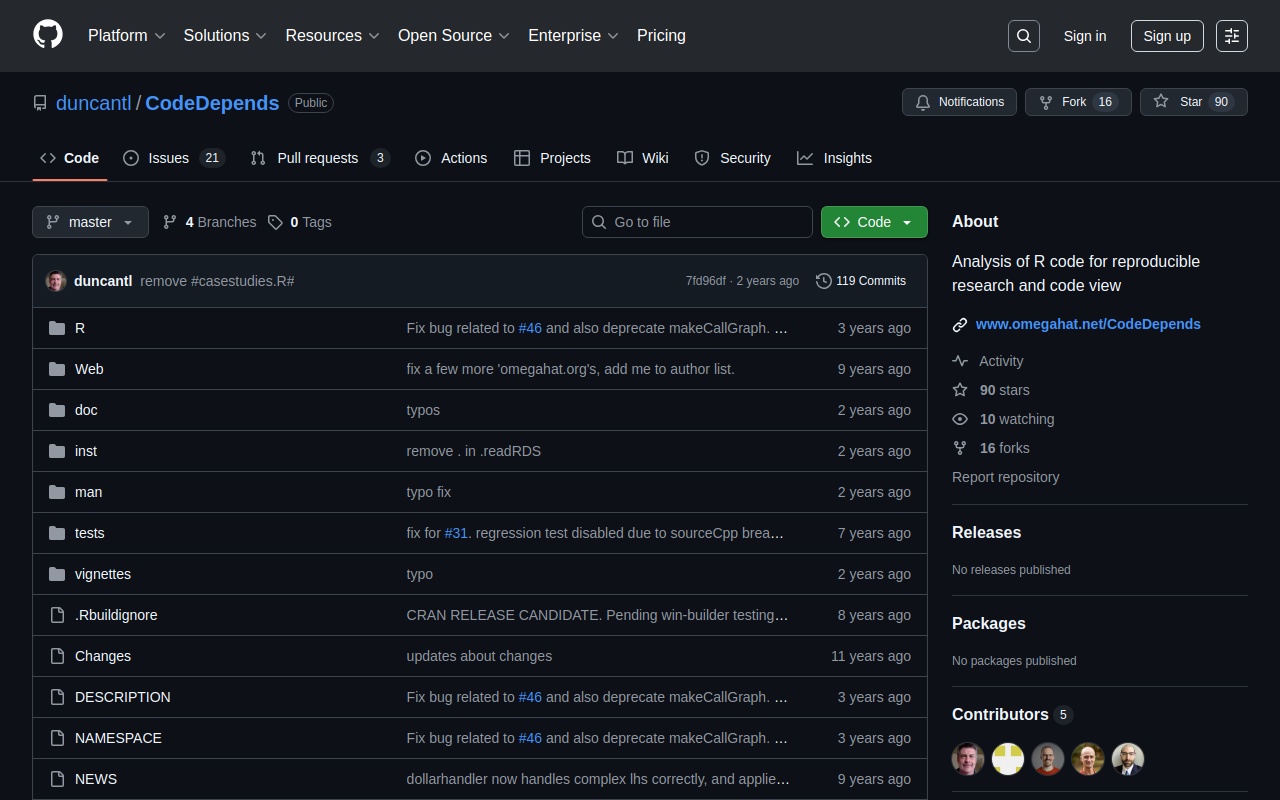 Platform Solutions Resources Open Source Enterprise Pricing Sign in Sign up
duncantl / CodeDepends Public Notifications Fork 16 Star 90
Code Issues 21 Pull requests 3 Actions Projects Wiki Security Insights
master 4 Branches 0 Tags Go to file Code
duncantl remove #casestudies.R# 7fd96df · 2 years ago 119 Commits
R Fix bug related to #46 and also deprecate makeCallGraph. … 3 years ago
Web fix a few more 'omegahat.org's, add me to author list. 9 years ago
doc typos 2 years ago
inst remove . in .readRDS 2 years ago
man typo fix 2 years ago
tests fix for #31. regression test disabled due to sourceCpp brea… 7 years ago
vignettes typo 2 years ago
.Rbuildignore CRAN RELEASE CANDIDATE. Pending win-builder testing… 8 years ago
Changes updates about changes 11 years ago
DESCRIPTION Fix bug related to #46 and also deprecate makeCallGraph. … 3 years ago
NAMESPACE Fix bug related to #46 and also deprecate makeCallGraph. … 3 years ago
NEWS dollarhandler now handles complex lhs correctly, and applie… 9 years ago
About
Analysis of R code for reproducible
research and code view
www.omegahat.net/CodeDepends
Activity
90 stars
10 watching
16 forks
Report repository
Releases
No releases published
Packages
No packages published
Contributors 5